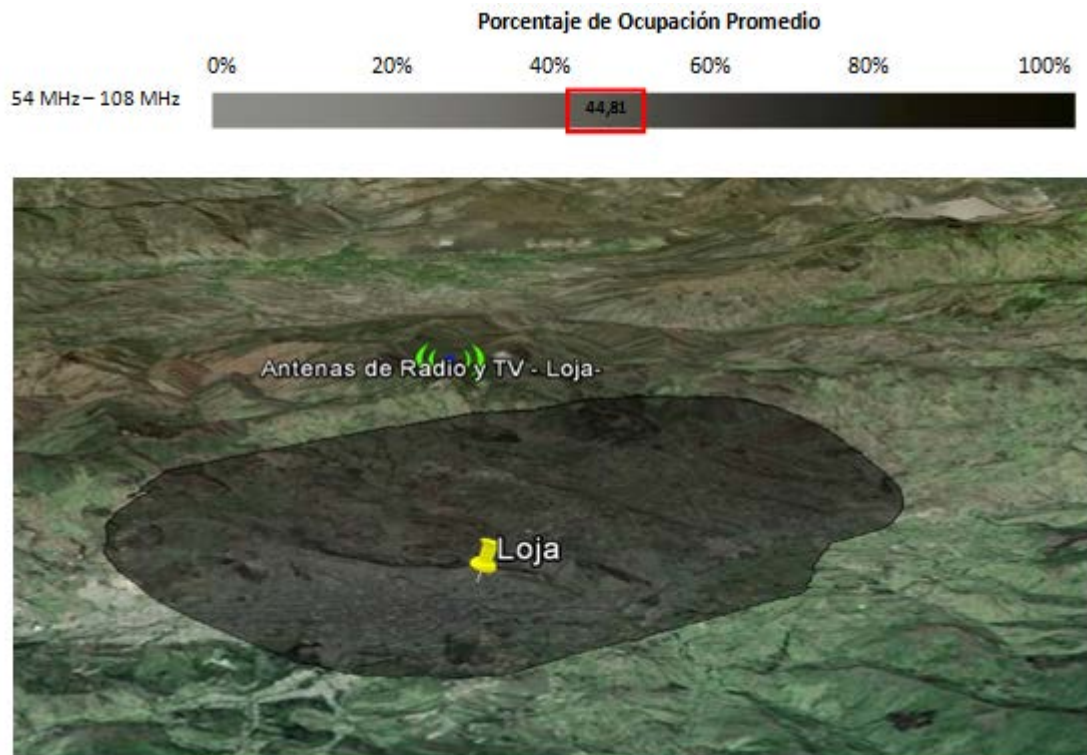 Porcentaje de Ocupación Promedio
0% 20% 40% 60% 80% 100%
54 MHz – 108 MHz 44,81
Antenas de Radio y TV - Loja-
Loja